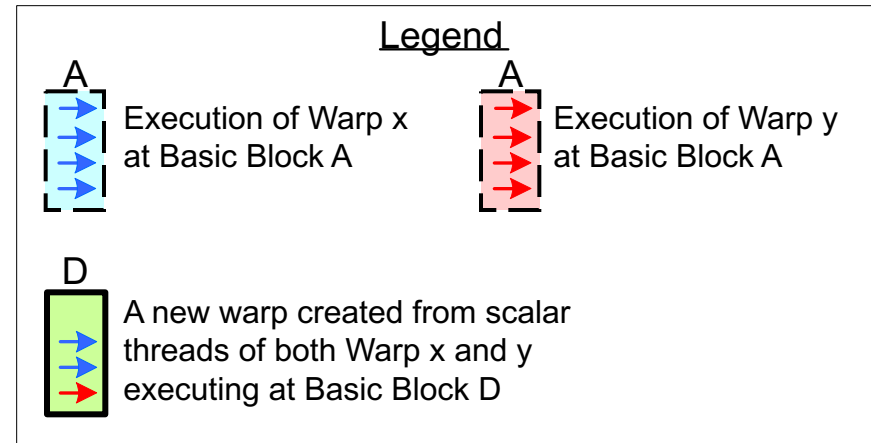 Legend
A
Execution of Warp x
at Basic Block A
A
Execution of Warp y
at Basic Block A
D
A new warp created from scalar
threads of both Warp x and y
executing at Basic Block D